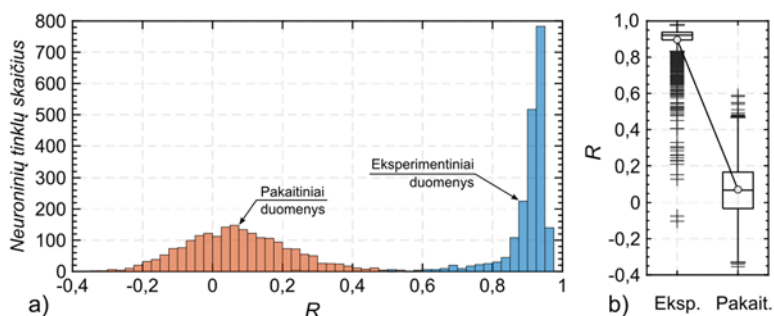 Neuroninių tinklų skaičius
800
700
600
500
400
300
200
100
0
Pakaitiniai
duomenys
Eksperimentiniai
duomenys
-0,4 -0,2 0 0,2 0,4 0,6 0,8 1
a) R
R
1,0
0,8
0,6
0,4
0,2
0
-0,2
-0,4
b) Eksp. Pakait.